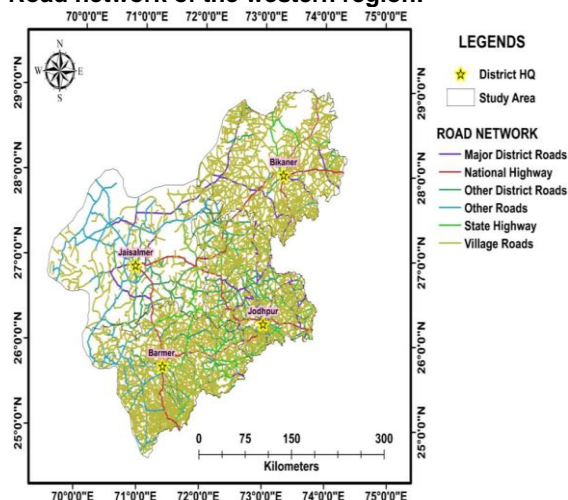 Road network of the western region.
70°0'0"E 71°0'0"E 72°0'0"E 73°0'0"E 74°0'0"E 75°0'0"E
N
W E
S
29°0'0"N
28°0'0"N
27°0'0"N
26°0'0"N
25°0'0"N
Bikaner
Jaisalmer
Jodhpur
Barmer
0 75 150 300
Kilometers
29°0'0"N
28°0'0"N
27°0'0"N
26°0'0"N
25°0'0"N
70°0'0"E 71°0'0"E 72°0'0"E 73°0'0"E 74°0'0"E 75°0'0"E
LEGENDS
District HQ
Study Area
ROAD NETWORK
Major District Roads
National Highway
Other District Roads
Other Roads
State Highway
Village Roads